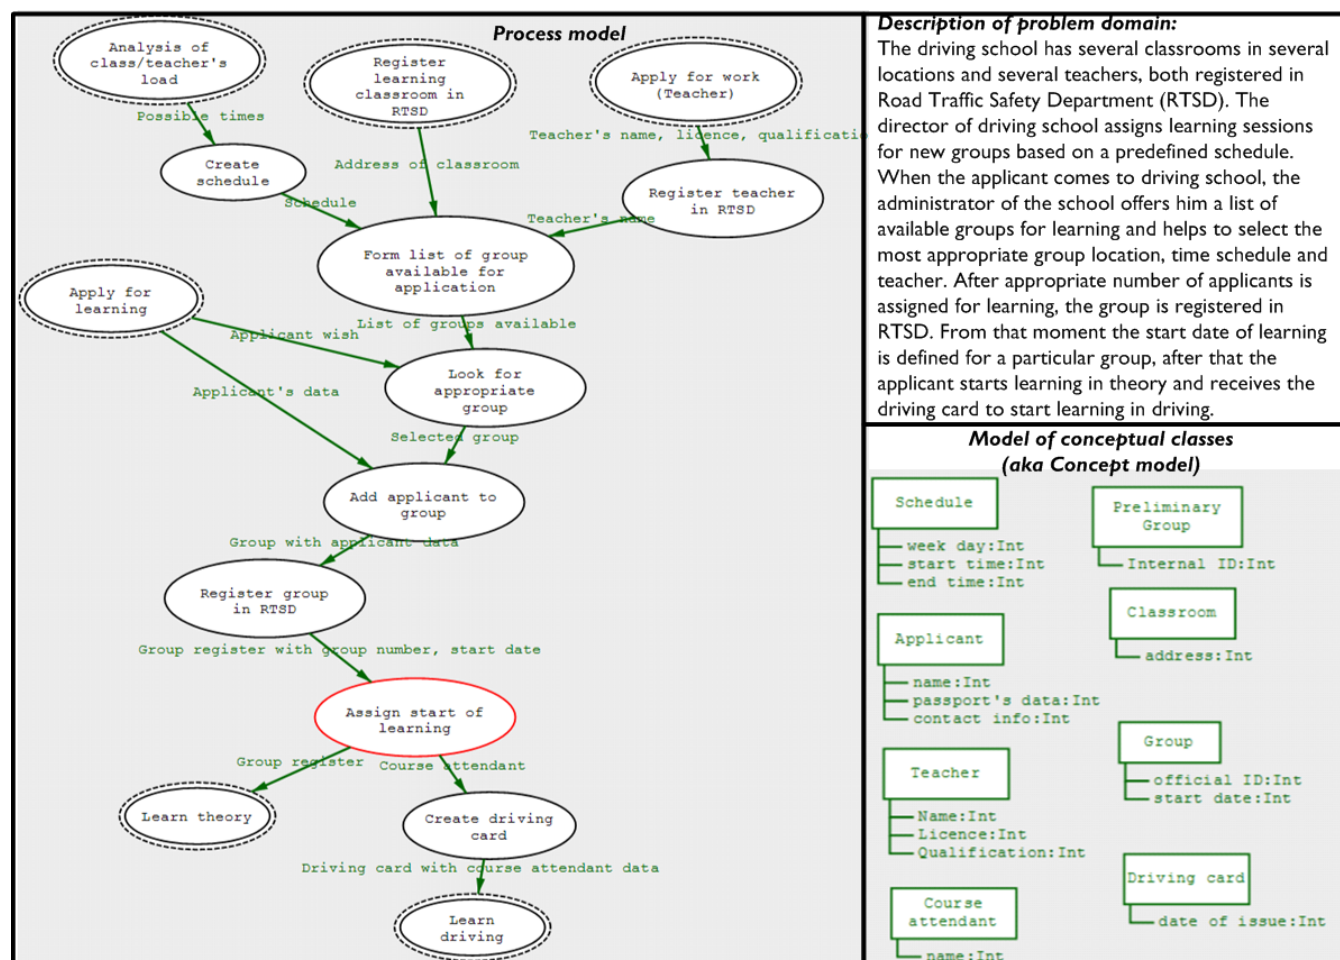 Process model
Analysis of
class/teacher's
load
Register
learning
classroom in
RTSD
Apply for work
(Teacher)
Possible times
Teacher's name, licence, qualificatio
Create
schedule
Address of classroom
Register teacher
in RTSD
Schedule
Teacher's name
Form list of group
available for
application
Apply for
learning
List of groups available
Applicant wish
Look for
appropriate
group
Applicant's data
Selected group
Add applicant to
group
Group with applicant data
Register group
in RTSD
Group register with group number, start date
Assign start of
learning
Group register
Course attendant
Learn theory
Create driving
card
Driving card with course attendant data
Learn
driving
Description of problem domain:
The driving school has several classrooms in several
locations and several teachers, both registered in
Road Traffic Safety Department (RTSD). The
director of driving school assigns learning sessions
for new groups based on a predefined schedule.
When the applicant comes to driving school, the
administrator of the school offers him a list of
available groups for learning and helps to select the
most appropriate group location, time schedule and
teacher. After appropriate number of applicants is
assigned for learning, the group is registered in
RTSD. From that moment the start date of learning
is defined for a particular group, after that the
applicant starts learning in theory and receives the
driving card to start learning in driving.
Model of conceptual classes
(aka Concept model)
Schedule
week day:Int
start time:Int
end time:Int
Preliminary
Group
Internal ID:Int
Classroom
address:Int
Applicant
name:Int
passport's data:Int
contact info:Int
Group
official ID:Int
start date:Int
Teacher
Name:Int
Licence:Int
Qualification:Int
Driving card
date of issue:Int
Course
attendant
name:Int